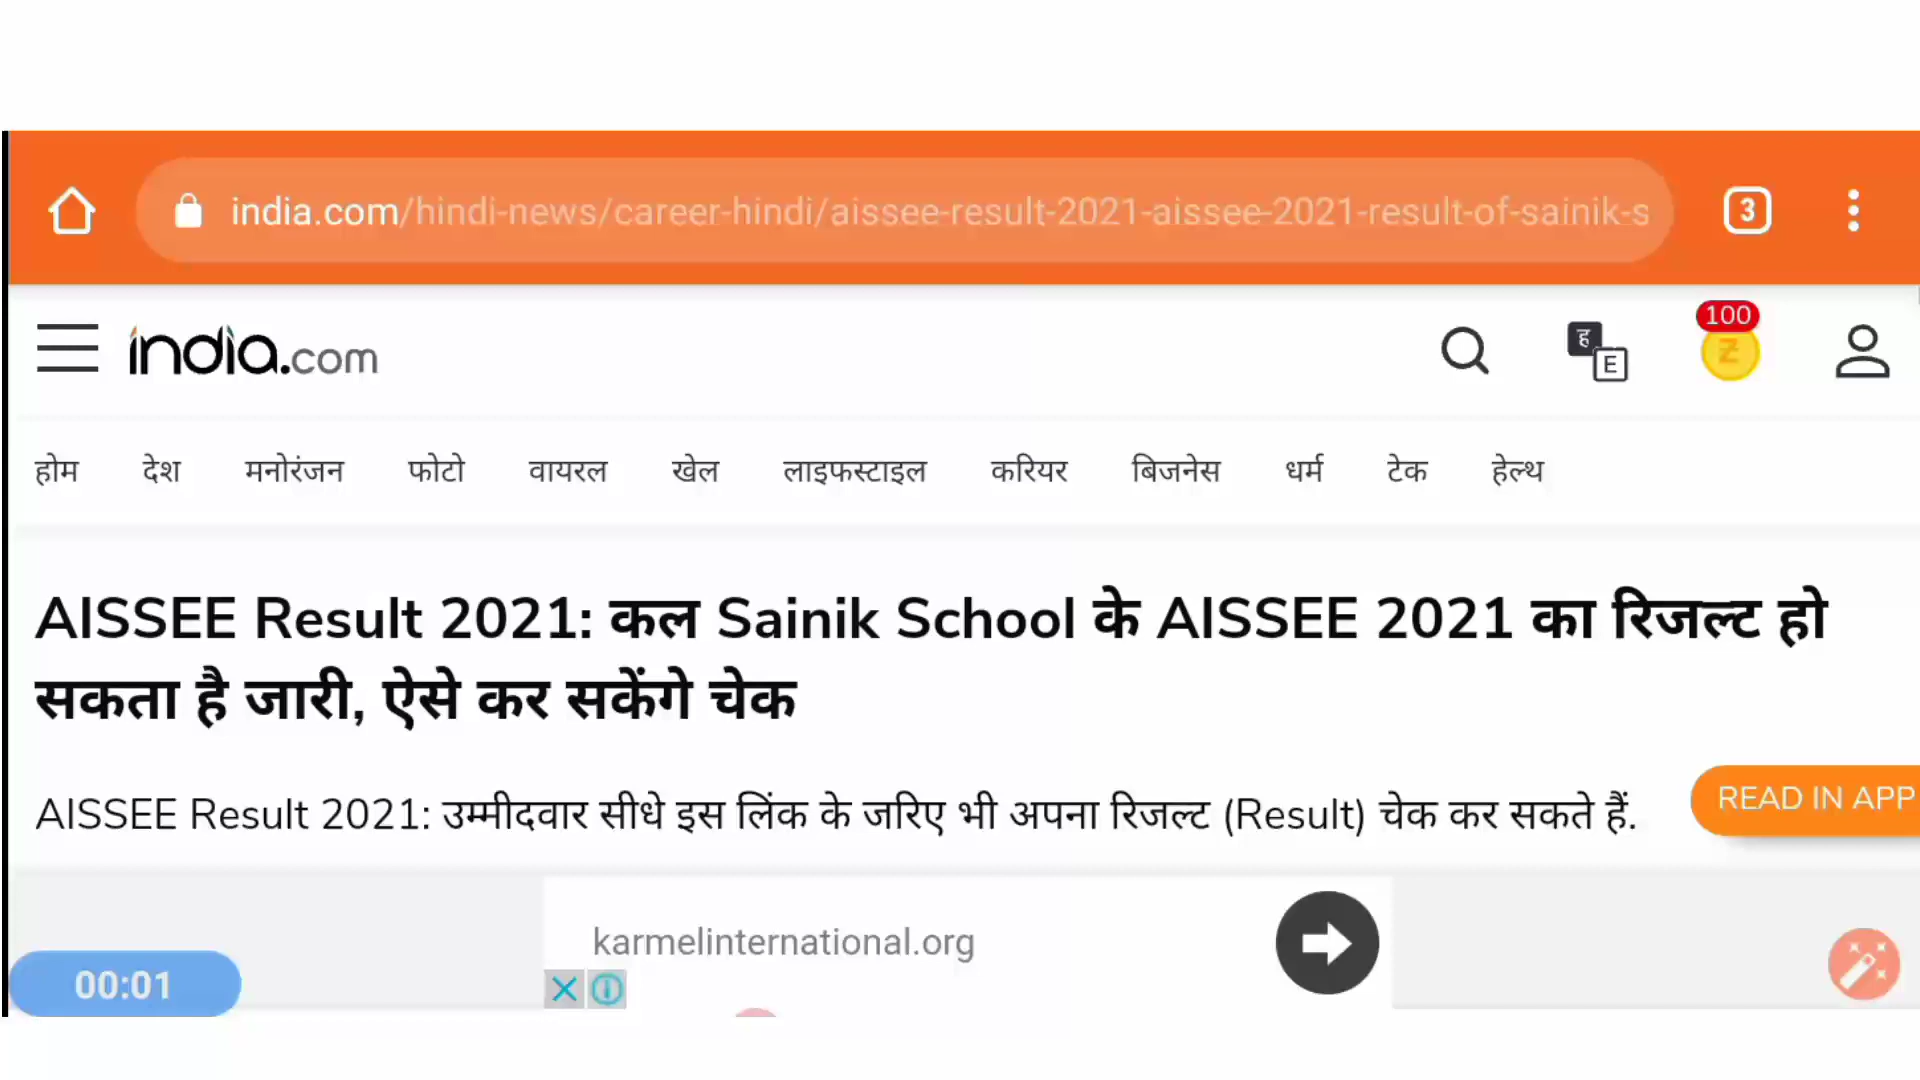 india.com/hindi-news/career-hindi/aissee-result-2021-aissee-2021-result-of-sainik-s
3
india.com
ह
E
100
Z
होम देश मनोरंजन फोटो वायरल खेल लाइफस्टाइल करियर बिजनेस धर्म टेक हेल्थ
AISSEE Result 2021: कल Sainik School के AISSEE 2021 का रिजल्ट हो
सकता है जारी, ऐसे कर सकेंगे चेक
AISSEE Result 2021: उम्मीदवार सीधे इस लिंक के जरिए भी अपना रिजल्ट (Result) चेक कर सकते हैं.
READ IN APP
karmelinternational.org
00:01